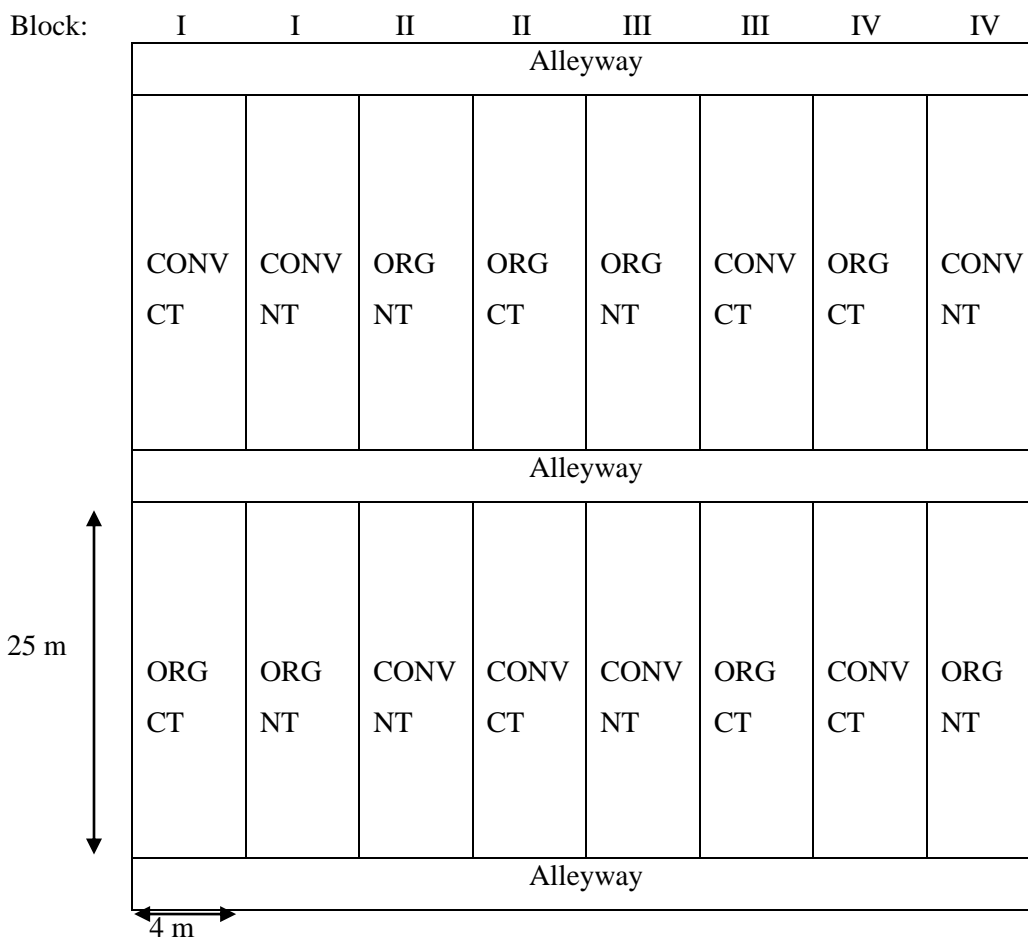 Block: I I II II III III IV IV
Alleyway
CONV CONV ORG ORG ORG CONV ORG CONV
CT NT NT CT NT CT CT NT
Alleyway
25 m
ORG ORG CONV CONV CONV ORG CONV ORG
CT NT NT CT NT CT CT NT
Alleyway
4 m